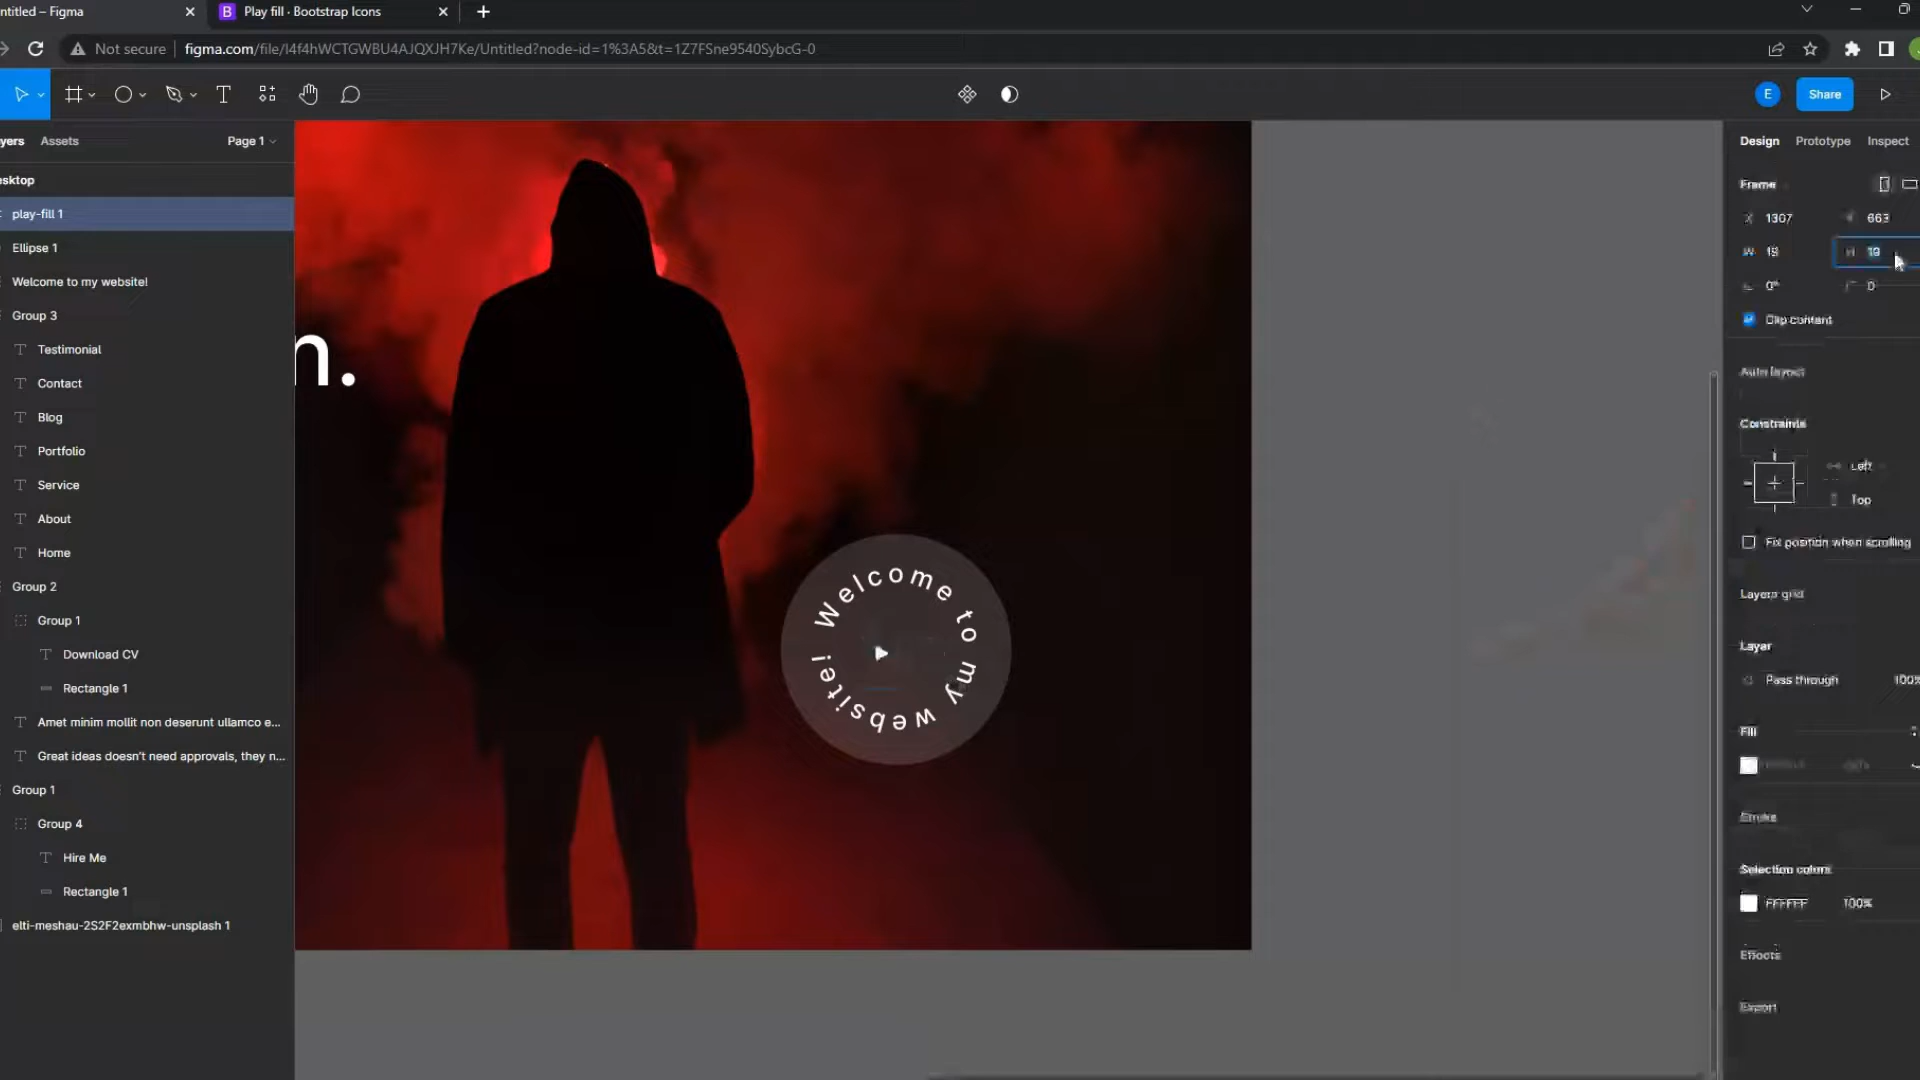 ntitled – Figma
Play fill · Bootstrap Icons
Not secure
figma.com/file/I4f4hWCTGWBU4AJQXJH7Ke/Untitled?node-id=1%3A5&t=1Z7FSne9540SybcG-0
E
Share
yers
Assets
Page 1
Design
Prototype
Inspect
esktop
play-fill 1
Ellipse 1
Welcome to my website!
Group 3
Testimonial
Contact
Blog
Portfolio
Service
About
Home
Group 2
Group 1
Download CV
Rectangle 1
Amet minim mollit non deserunt ullamco e...
Great ideas doesn't need approvals, they n...
Group 1
Group 4
Hire Me
Rectangle 1
elti-meshau-2S2F2exmbhw-unsplash 1
n.
Welcome to my website!
Frame
X 1307
663
W 19
H 19
0°
0
Clip content
Auto layout
Constraints
Left
Top
Fix position when scrolling
Layout grid
Layer
Pass through
100%
Fill
Stroke
Selection colors
FFFFFF
100%
Effects
Export